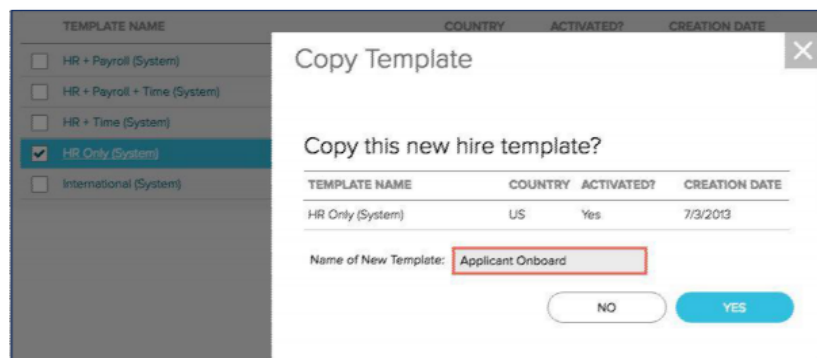 TEMPLATE NAME COUNTRY ACTIVATED? CREATION DATE
HR + Payroll (System)
HR + Payroll + Time (System)
HR + Time (System)
HR Only (System)
International (System)
Copy Template
Copy this new hire template?
TEMPLATE NAME COUNTRY ACTIVATED? CREATION DATE
HR Only (System) US Yes 7/3/2013
Name of New Template: Applicant Onboard
NO YES